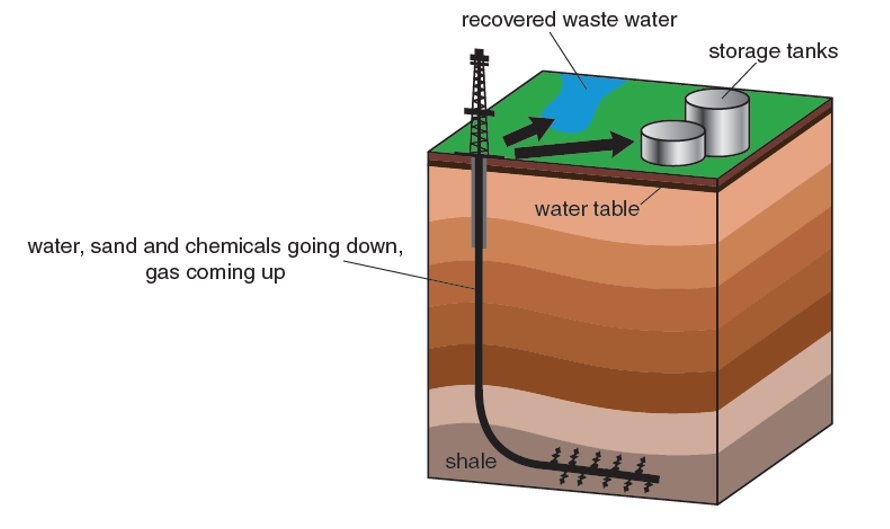 recovered waste water
storage tanks
water table
water, sand and chemicals going down,
gas coming up
shale